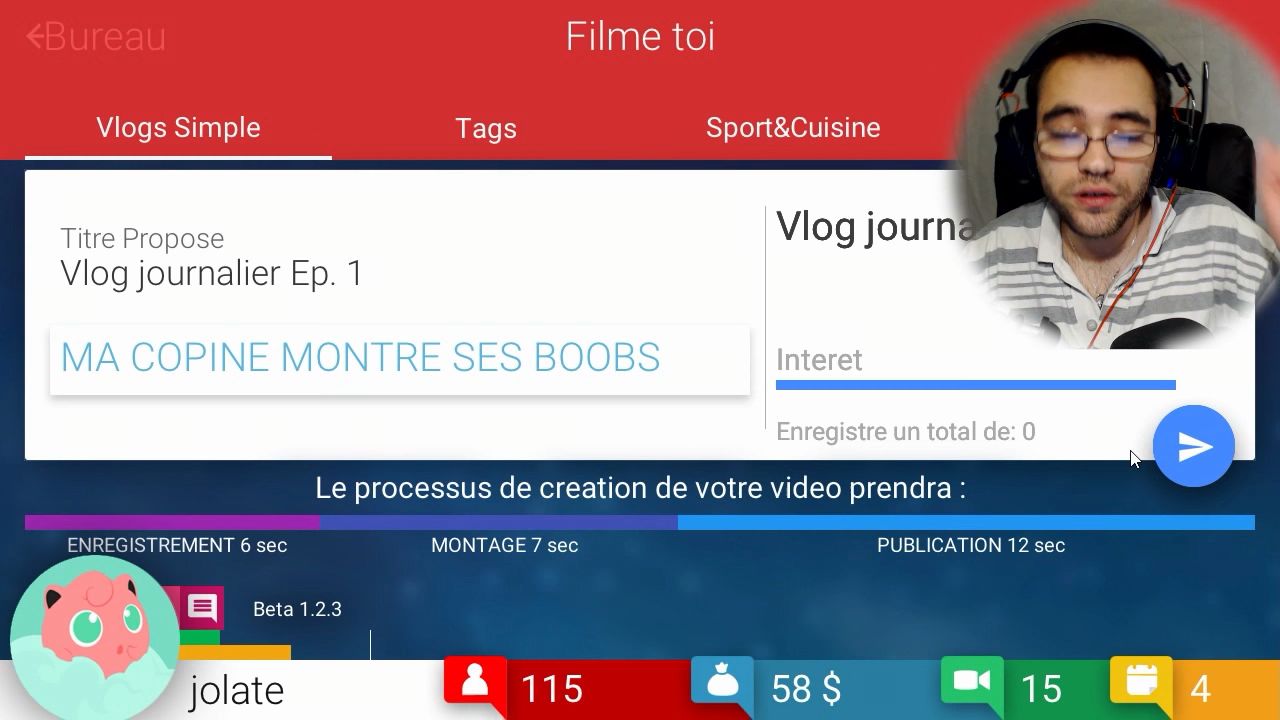 Bureau
Filme toi
Vlogs Simple
Tags
Sport&Cuisine
Titre Propose
Vlog journalier Ep. 1
MA COPINE MONTRE SES BOOBS
Vlog journa
Interet
Enregistre un total de: 0
Le processus de creation de votre video prendra :
ENREGISTREMENT 6 sec
MONTAGE 7 sec
PUBLICATION 12 sec
Beta 1.2.3
jolate
115
58 $
15
4